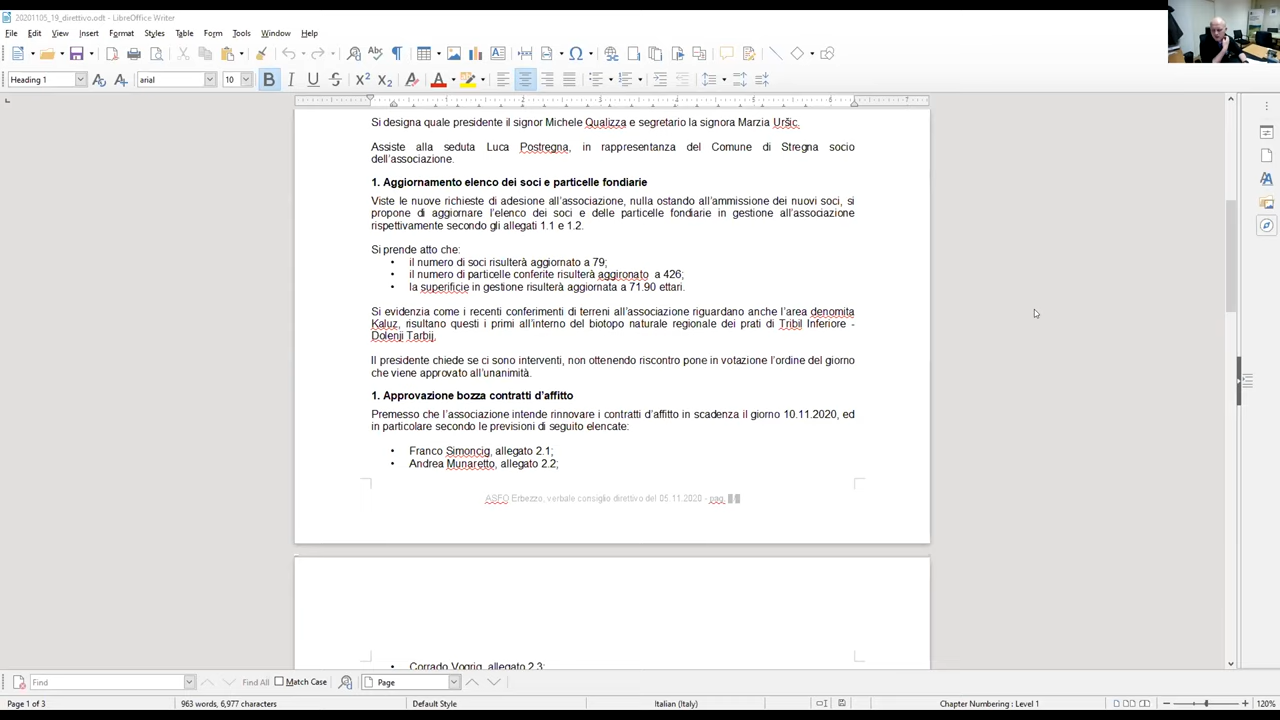 20201105_19_direttivo.odt - LibreOffice Writer
File Edit View Insert Format Styles Table Form Tools Window Help
Heading 1 arial 10
Si designa quale presidente il signor Michele Qualizza e segretario la signora Marzia Uršic.
Assiste alla seduta Luca Postregna, in rappresentanza del Comune di Stregna socio
dell'associazione.
1. Aggiornamento elenco dei soci e particelle fondiarie
Viste le nuove richieste di adesione all'associazione, nulla ostando all'ammissione dei nuovi soci, si
propone di aggiornare l'elenco dei soci e delle particelle fondiarie in gestione all'associazione
rispettivamente secondo gli allegati 1.1 e 1.2.
Si prende atto che:
• il numero di soci risulterà aggiornato a 79;
• il numero di particelle conferite risulterà aggironato a 426;
• la superificie in gestione risulterà aggiornata a 71.90 ettari.
Si evidenzia come i recenti conferimenti di terreni all'associazione riguardano anche l'area denomita
Kaluz, risultano questi i primi all'interno del biotopo naturale regionale dei prati di Tribil Inferiore -
Dolenji Tarbij.
Il presidente chiede se ci sono interventi, non ottenendo riscontro pone in votazione l'ordine del giorno
che viene approvato all'unanimità.
1. Approvazione bozza contratti d'affitto
Premesso che l'associazione intende rinnovare i contratti d'affitto in scadenza il giorno 10.11.2020, ed
in particolare secondo le previsioni di seguito elencate:
• Franco Simoncig, allegato 2.1;
• Andrea Munaretto, allegato 2.2;
ASFO Erbezzo, verbale consiglio direttivo del 05.11.2020 - pag.
• Corrado Vogrig, allegato 2.3;
Find Find All Match Case Page
Page 1 of 3 963 words, 6,977 characters Default Style Italian (Italy) Chapter Numbering : Level 1 120%